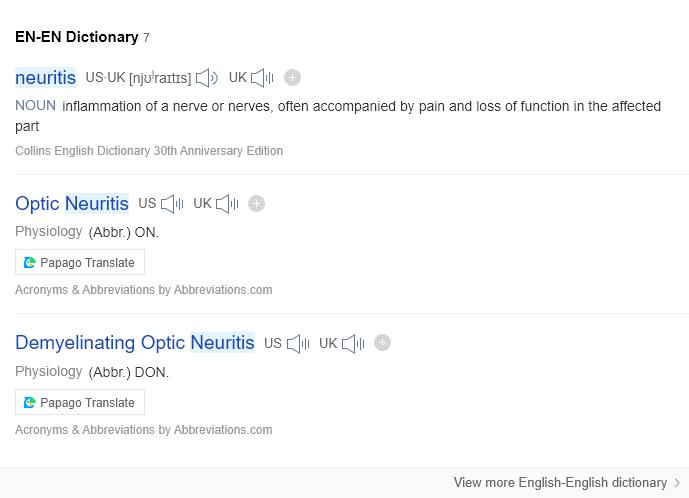 EN-EN Dictionary 7
neuritis US·UK [njʊˈraɪtɪs] UK
NOUN inflammation of a nerve or nerves, often accompanied by pain and loss of function in the affected
part
Collins English Dictionary 30th Anniversary Edition
Optic Neuritis US UK
Physiology (Abbr.) ON.
Papago Translate
Acronyms & Abbreviations by Abbreviations.com
Demyelinating Optic Neuritis US UK
Physiology (Abbr.) DON.
Papago Translate
Acronyms & Abbreviations by Abbreviations.com
View more English-English dictionary